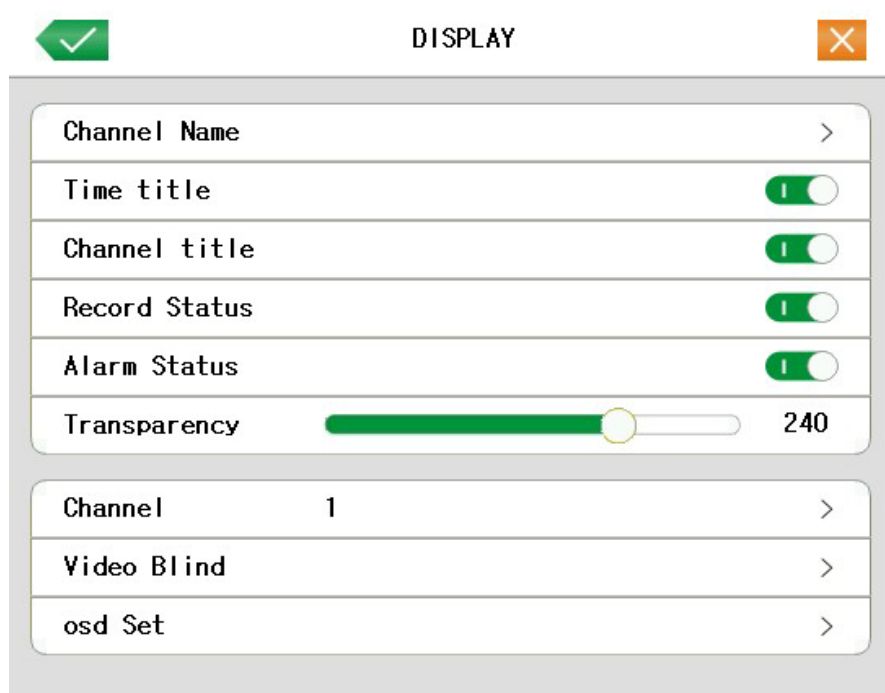 DISPLAY
Channel Name
Time title
Channel title
Record Status
Alarm Status
Transparency 240
Channel 1
Video Blind
osd Set